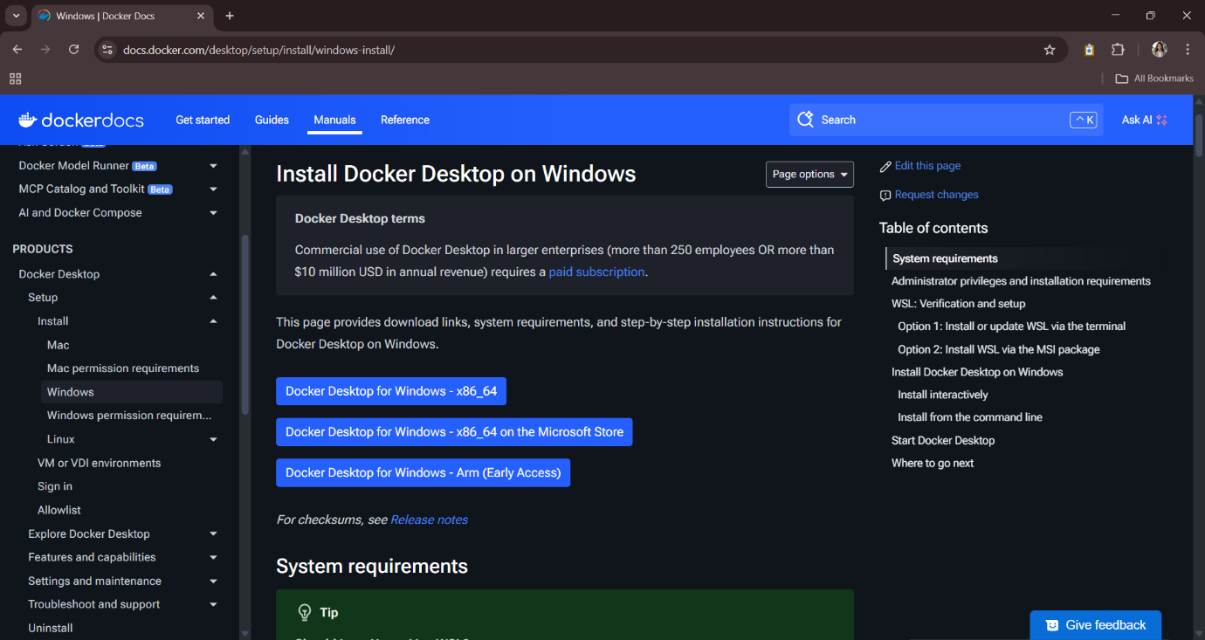 Windows | Docker Docs
docs.docker.com/desktop/setup/install/windows-install/
All Bookmarks
dockerdocs
Get started
Guides
Manuals
Reference
Search
^ K
Ask AI
Beta
Docker Model Runner Beta
MCP Catalog and Toolkit Beta
AI and Docker Compose
PRODUCTS
Docker Desktop
Setup
Install
Mac
Mac permission requirements
Windows
Windows permission requirem...
Linux
VM or VDI environments
Sign in
Allowlist
Explore Docker Desktop
Features and capabilities
Settings and maintenance
Troubleshoot and support
Uninstall
Install Docker Desktop on Windows
Page options
Docker Desktop terms
Commercial use of Docker Desktop in larger enterprises (more than 250 employees OR more than
$10 million USD in annual revenue) requires a paid subscription.
This page provides download links, system requirements, and step-by-step installation instructions for
Docker Desktop on Windows.
Docker Desktop for Windows - x86_64
Docker Desktop for Windows - x86_64 on the Microsoft Store
Docker Desktop for Windows - Arm (Early Access)
For checksums, see Release notes
System requirements
Tip
Edit this page
Request changes
Table of contents
System requirements
Administrator privileges and installation requirements
WSL: Verification and setup
Option 1: Install or update WSL via the terminal
Option 2: Install WSL via the MSI package
Install Docker Desktop on Windows
Install interactively
Install from the command line
Start Docker Desktop
Where to go next
Give feedback